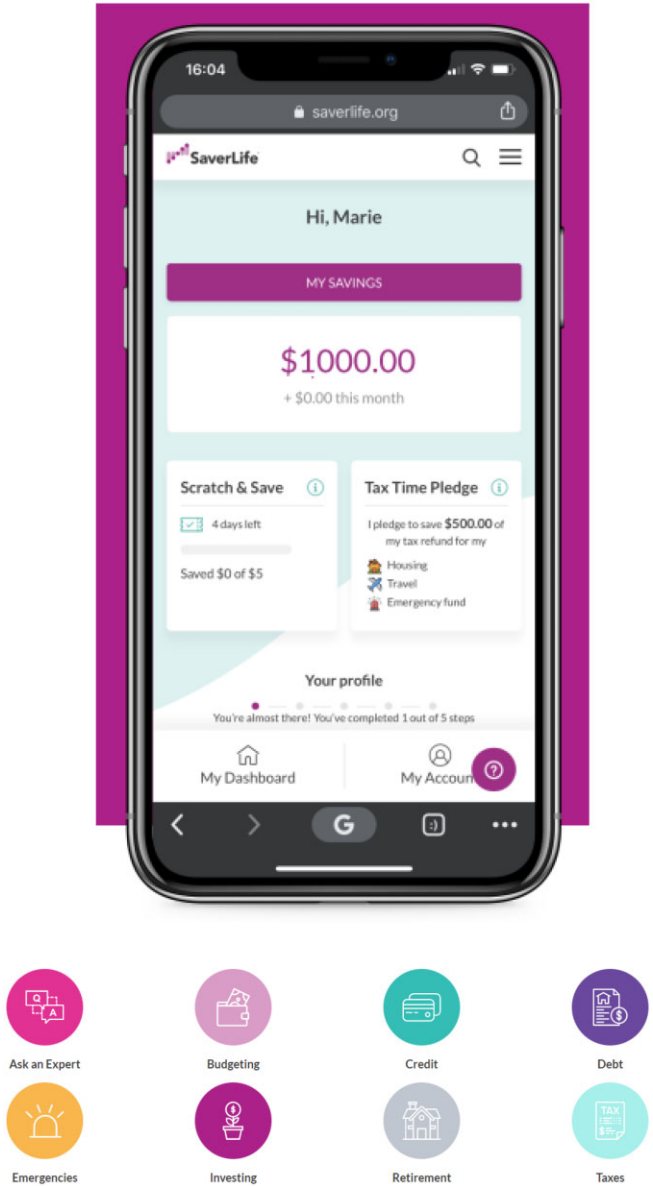 16:04
saverlife.org
SaverLife
Hi, Marie
MY SAVINGS
$1000.00
+ $0.00 this month
Scratch & Save
4 days left
Saved $0 of $5
Tax Time Pledge
I pledge to save $500.00 of
my tax refund for my
Housing
Travel
Emergency fund
Your profile
You're almost there! You've completed 1 out of 5 steps
My Dashboard
My Accoun
?
G
:)
Q
A
Ask an Expert
Budgeting
Credit
$
Debt
Emergencies
$
Investing
Retirement
TAX
$
Taxes